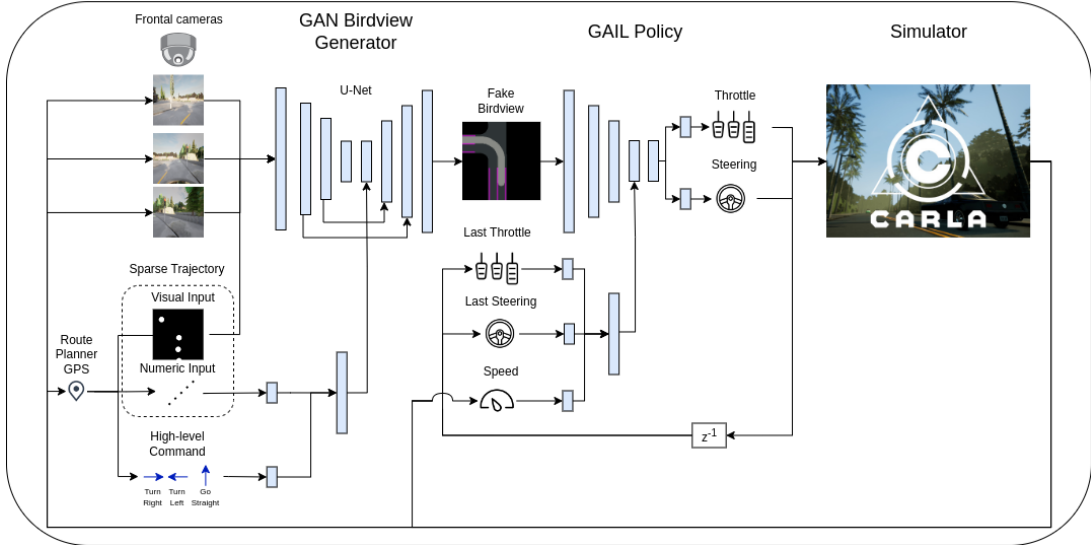 Frontal cameras
GAN Birdview
Generator
GAIL Policy
Simulator
U-Net
Fake
Birdview
Throttle
Steering
CARLA
Last Throttle
Last Steering
Speed
z-1
Sparse Trajectory
Visual Input
Numeric Input
Route
Planner
GPS
High-level
Command
Turn
Right
Turn
Left
Go
Straight